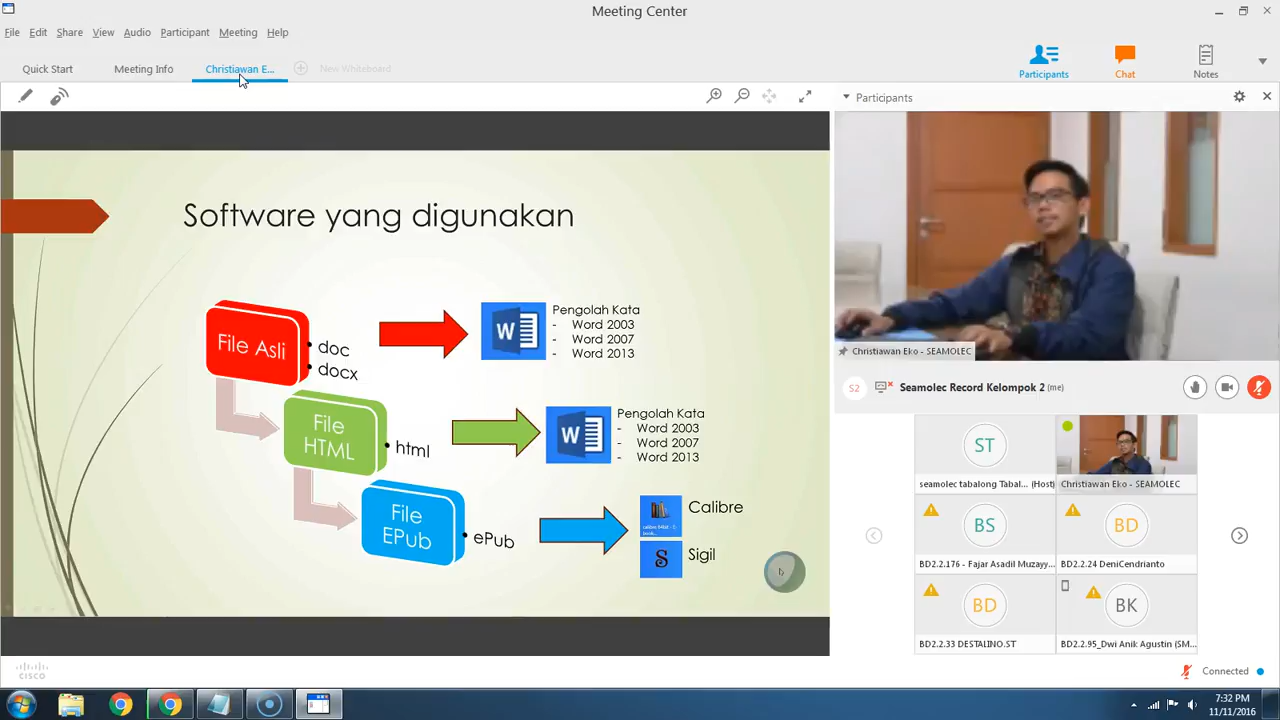 Meeting Center
File Edit Share View Audio Participant Meeting Help
Quick Start Meeting Info Christiawan E... New Whiteboard
Participants Chat Notes
Participants
Software yang digunakan
File Asli
doc
docx
W
Pengolah Kata
- Word 2003
- Word 2007
- Word 2013
File
HTML
html
W
Pengolah Kata
- Word 2003
- Word 2007
- Word 2013
File
EPub
ePub
Calibre
S
Sigil
Christiawan Eko - SEAMOLEC
S2 Seamolec Record Kelompok 2 (me)
ST
seamolec tabalong Tabal... (Host)
Christiawan Eko - SEAMOLEC
BS
BD2.2.176 - Fajar Asadil Muzayy...
BD
BD2.2.24 DeniCendrianto
BD
BD2.2.33 DESTALINO.ST
BK
BD2.2.95_Dwi Anik Agustin (SM...
cisco
Connected
7:32 PM
11/11/2016